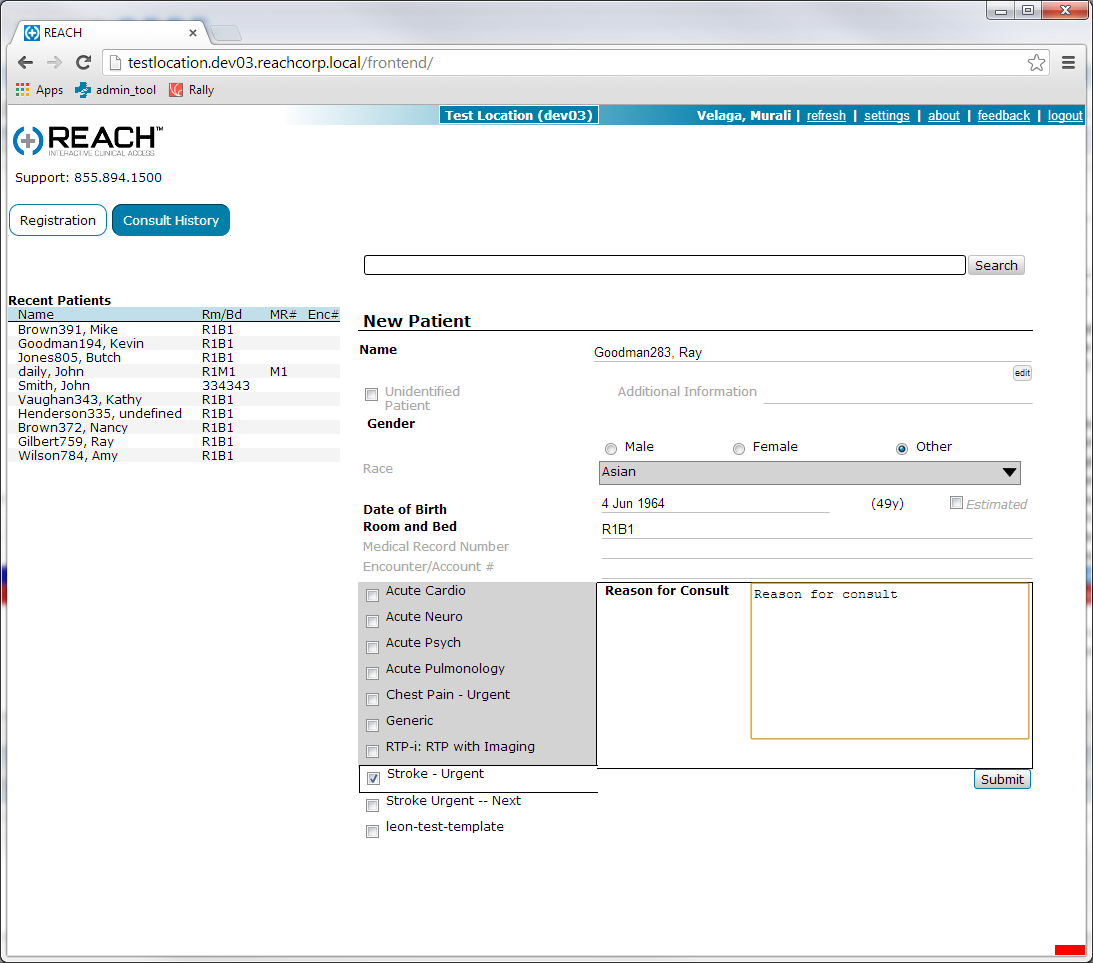 REACH
testlocation.dev03.reachcorp.local/frontend/
Apps admin_tool Rally
Test Location (dev03) Velaga, Murali | refresh | settings | about | feedback | logout
REACH™
INTERACTIVE CLINICAL ACCESS
Support: 855.894.1500
Registration Consult History
Search
Recent Patients
Name Rm/Bd MR# Enc#
Brown391, Mike R1B1
Goodman194, Kevin R1B1
Jones805, Butch R1B1
daily, John R1M1 M1
Smith, John 334343
Vaughan343, Kathy R1B1
Henderson335, undefined R1B1
Brown372, Nancy R1B1
Gilbert759, Ray R1B1
Wilson784, Amy R1B1
New Patient
Name Goodman283, Ray
edit
Unidentified Patient Additional Information
Gender
Male Female Other
Race Asian
Date of Birth 4 Jun 1964 (49y) Estimated
Room and Bed R1B1
Medical Record Number
Encounter/Account #
Acute Cardio
Acute Neuro
Acute Psych
Acute Pulmonology
Chest Pain - Urgent
Generic
RTP-i: RTP with Imaging
Stroke - Urgent
Stroke Urgent -- Next
leon-test-template
Reason for Consult Reason for consult
Submit